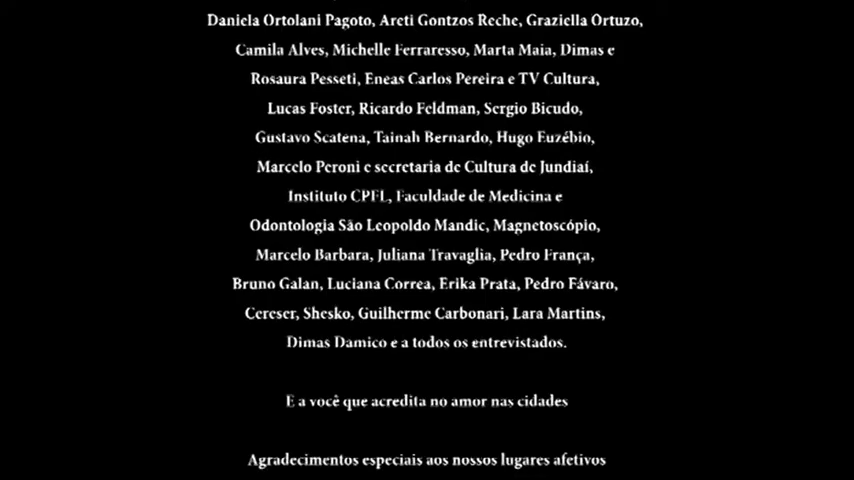 Daniela Ortolani Pagoto, Areti Gontzos Reche, Graziella Ortuzo,
Camila Alves, Michelle Ferraresso, Marta Maia, Dimas e
Rosaura Pesseti, Eneas Carlos Pereira e TV Cultura,
Lucas Foster, Ricardo Feldman, Sergio Bicudo,
Gustavo Scatena, Tainah Bernardo, Hugo Euzébio,
Marcelo Peroni e secretaria de Cultura de Jundiaí,
Instituto CPFL, Faculdade de Medicina e
Odontologia São Leopoldo Mandic, Magnetoscópio,
Marcelo Barbara, Juliana Travaglia, Pedro França,
Bruno Galan, Luciana Correa, Erika Prata, Pedro Fávaro,
Cereser, Shesko, Guilherme Carbonari, Lara Martins,
Dimas Damico e a todos os entrevistados.
E a você que acredita no amor nas cidades
Agradecimentos especiais aos nossos lugares afetivos